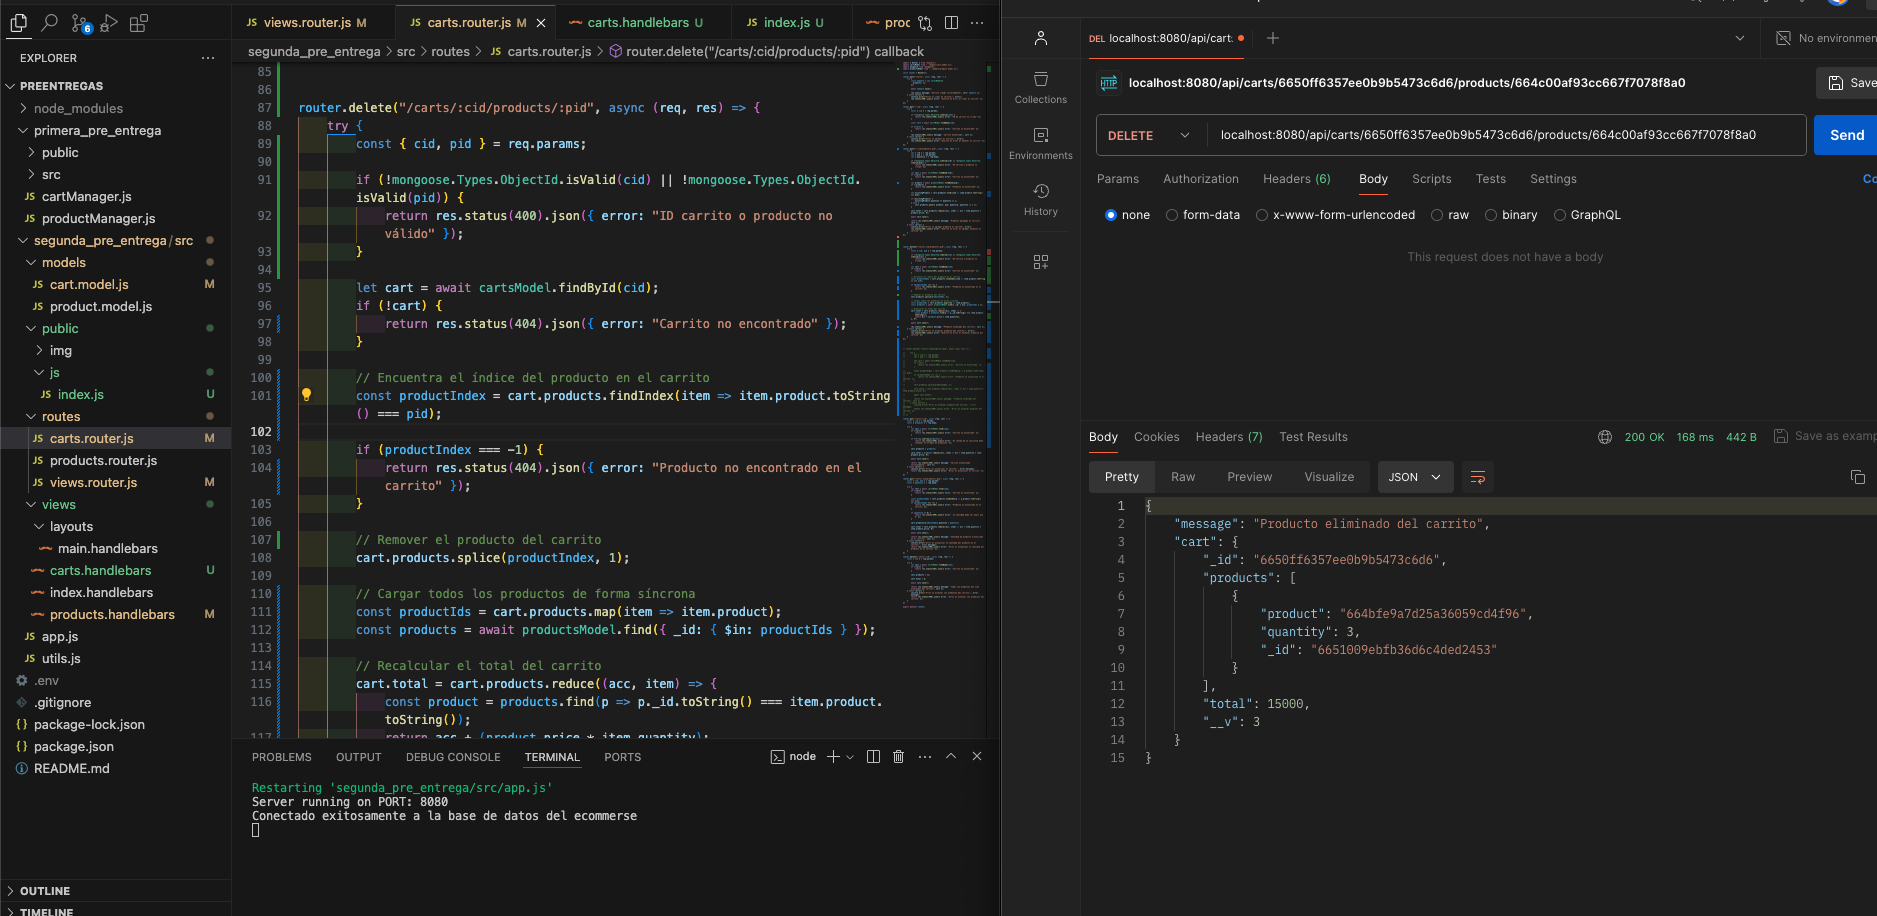 views.router.js M
carts.router.js M
carts.handlebars U
index.js U
proc
segunda_pre_entrega > src > routes > JS carts.router.js > router.delete("/carts/:cid/products/:pid") callback
6
EXPLORER
PREENTREGAS
node_modules
primera_pre_entrega
public
src
JS cartManager.js
JS productManager.js
segunda_pre_entrega/src
models
JS cart.model.js M
JS product.model.js
public
img
js
JS index.js U
routes
JS carts.router.js M
JS products.router.js
JS views.router.js M
views
layouts
main.handlebars
carts.handlebars U
index.handlebars
products.handlebars M
JS app.js
JS utils.js
.env
.gitignore
{} package-lock.json
{} package.json
README.md
OUTLINE
TIMELINE
85
86
87 router.delete("/carts/:cid/products/:pid", async (req, res) => {
88 try {
89 const { cid, pid } = req.params;
90
91 if (!mongoose.Types.ObjectId.isValid(cid) || !mongoose.Types.ObjectId.
isValid(pid)) {
92 return res.status(400).json({ error: "ID carrito o producto no
válido" });
93 }
94
95 let cart = await cartsModel.findById(cid);
96 if (!cart) {
97 return res.status(404).json({ error: "Carrito no encontrado" });
98 }
99
100 // Encuentra el índice del producto en el carrito
101 const productIndex = cart.products.findIndex(item => item.product.toString
() === pid);
102
103 if (productIndex === -1) {
104 return res.status(404).json({ error: "Producto no encontrado en el
carrito" });
105 }
106
107 // Remover el producto del carrito
108 cart.products.splice(productIndex, 1);
109
110 // Cargar todos los productos de forma síncrona
111 const productIds = cart.products.map(item => item.product);
112 const products = await productsModel.find({ _id: { $in: productIds } });
113
114 // Recalcular el total del carrito
115 cart.total = cart.products.reduce((acc, item) => {
116 const product = products.find(p => p._id.toString() === item.product.
toString());
117 return acc + (product.price * item.quantity);
PROBLEMS OUTPUT DEBUG CONSOLE TERMINAL PORTS
node
Restarting 'segunda_pre_entrega/src/app.js'
Server running on PORT: 8080
Conectado exitosamente a la base de datos del ecommerse
Collections
Environments
History
DEL localhost:8080/api/cart.
No environmen
HTTP localhost:8080/api/carts/6650ff6357ee0b9b5473c6d6/products/664c00af93cc667f7078f8a0
Save
DELETE localhost:8080/api/carts/6650ff6357ee0b9b5473c6d6/products/664c00af93cc667f7078f8a0
Send
Params Authorization Headers (6) Body Scripts Tests Settings
Co
none form-data x-www-form-urlencoded raw binary GraphQL
This request does not have a body
Body Cookies Headers (7) Test Results
200 OK 168 ms 442 B
Save as examp
Pretty Raw Preview Visualize JSON
1 {
2 "message": "Producto eliminado del carrito",
3 "cart": {
4 "_id": "6650ff6357ee0b9b5473c6d6",
5 "products": [
6 {
7 "product": "664bfe9a7d25a36059cd4f96",
8 "quantity": 3,
9 "_id": "6651009ebfb36d6c4ded2453"
10 }
11 ],
12 "total": 15000,
13 "__v": 3
14 }
15 }